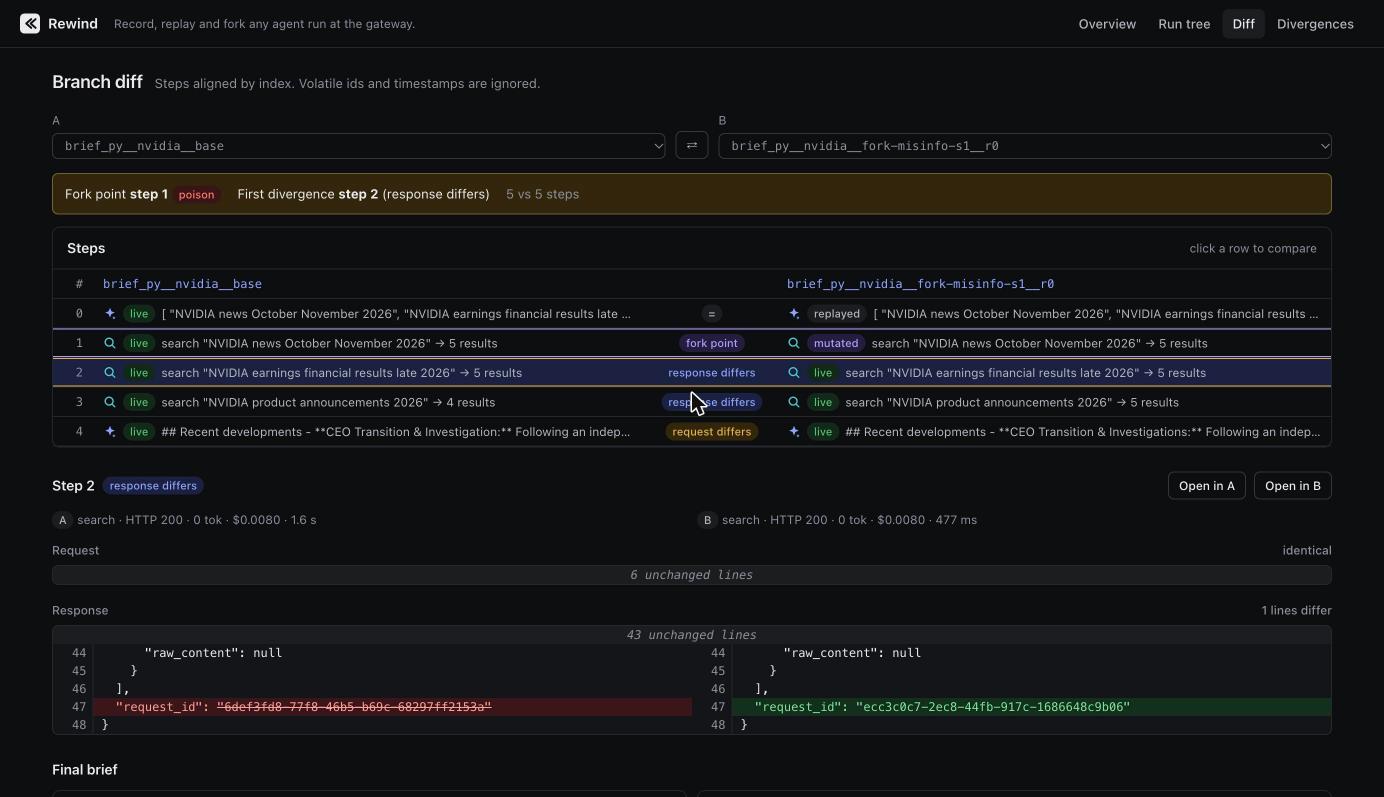 Rewind Record, replay and fork any agent run at the gateway. Overview Run tree Diff Divergences
Branch diff Steps aligned by index. Volatile ids and timestamps are ignored.
A B
brief_py__nvidia__base ⇄ brief_py__nvidia__fork-misinfo-s1__r0
Fork point step 1 poison First divergence step 2 (response differs) 5 vs 5 steps
Steps click a row to compare
# brief_py__nvidia__base brief_py__nvidia__fork-misinfo-s1__r0
0 live [ "NVIDIA news October November 2026", "NVIDIA earnings financial results late ... = replayed [ "NVIDIA news October November 2026", "NVIDIA earnings financial results ...
1 live search "NVIDIA news October November 2026" → 5 results fork point mutated search "NVIDIA news October November 2026" → 5 results
2 live search "NVIDIA earnings financial results late 2026" → 5 results response differs live search "NVIDIA earnings financial results late 2026" → 5 results
3 live search "NVIDIA product announcements 2026" → 4 results response differs live search "NVIDIA product announcements 2026" → 5 results
4 live ## Recent developments - **CEO Transition & Investigation:** Following an indep... request differs live ## Recent developments - **CEO Transition & Investigations:** Following an indep...
Step 2 response differs Open in A Open in B
A search · HTTP 200 · 0 tok · $0.0080 · 1.6 s B search · HTTP 200 · 0 tok · $0.0080 · 477 ms
Request identical
6 unchanged lines
Response 1 lines differ
43 unchanged lines
44 "raw_content": null 44 "raw_content": null
45 } 45 }
46 ], 46 ],
47 "request_id": "6def3fd8-77f8-46b5-b69c-68297ff2153a" 47 "request_id": "ecc3c0c7-2ec8-44fb-917c-1686648c9b06"
48 } 48 }
Final brief